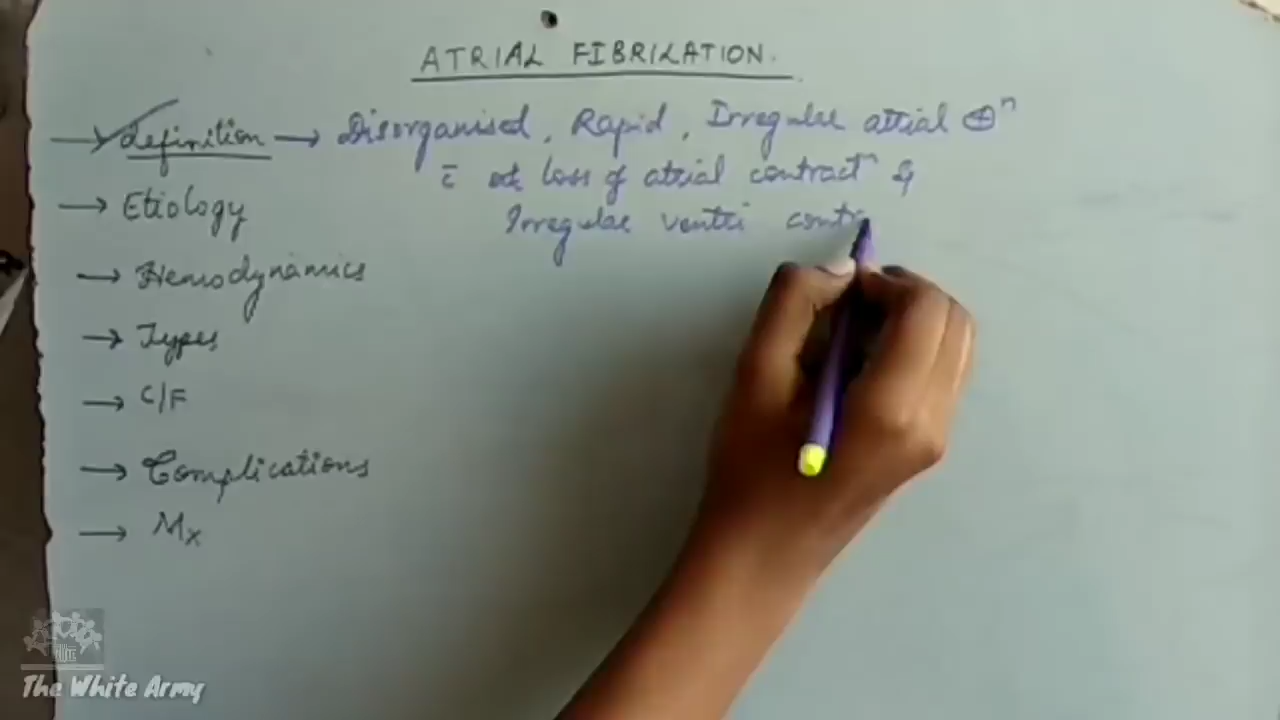 ATRIAL FIBRILATION.
→ definition → Disorganised, Rapid, Irregular atrial ⊕ⁿ
c̄ loss of atrial contractⁿ &
Irregular ventri contr
→ Etiology
→ Hemodynamics
→ Types
→ C/F
→ Complications
→ Mx
The White Army